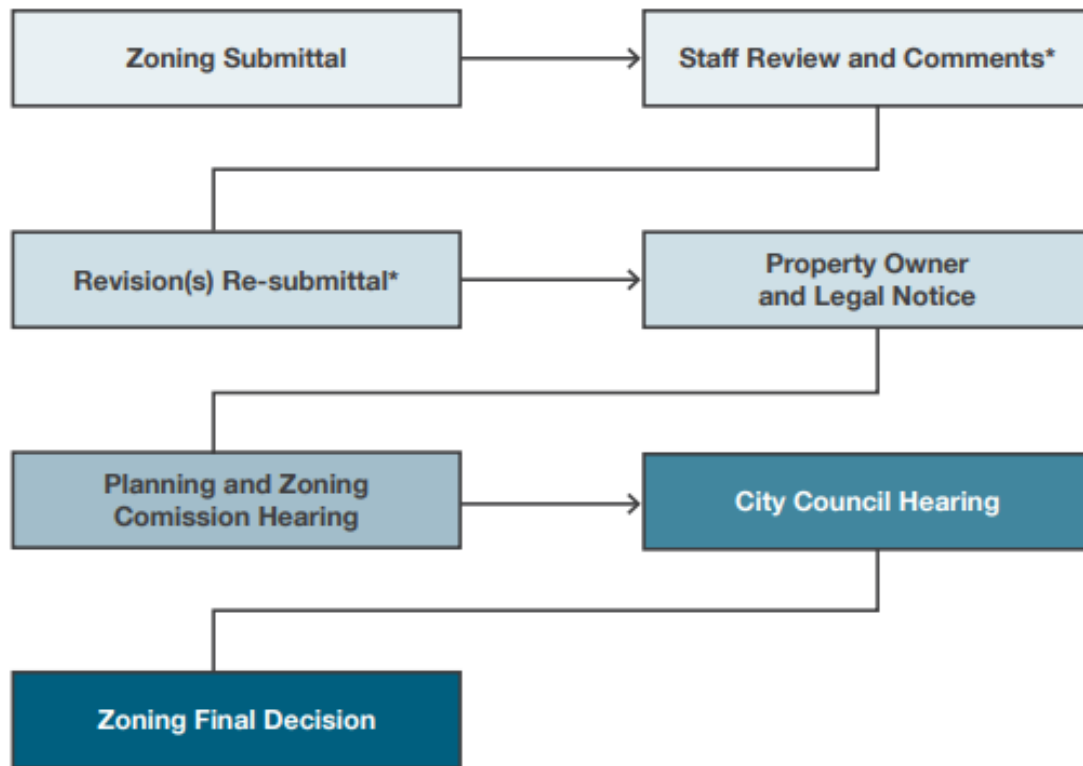 Zoning Submittal
Staff Review and Comments*
Revision(s) Re-submittal*
Property Owner
and Legal Notice
Planning and Zoning
Comission Hearing
City Council Hearing
Zoning Final Decision